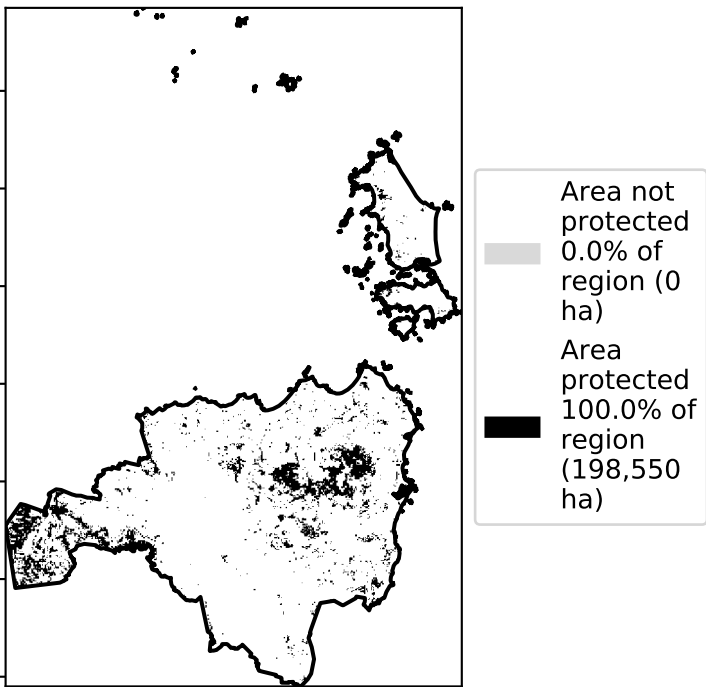 Area not
protected
0.0% of
region (0
ha)
Area
protected
100.0% of
region
(198,550
ha)